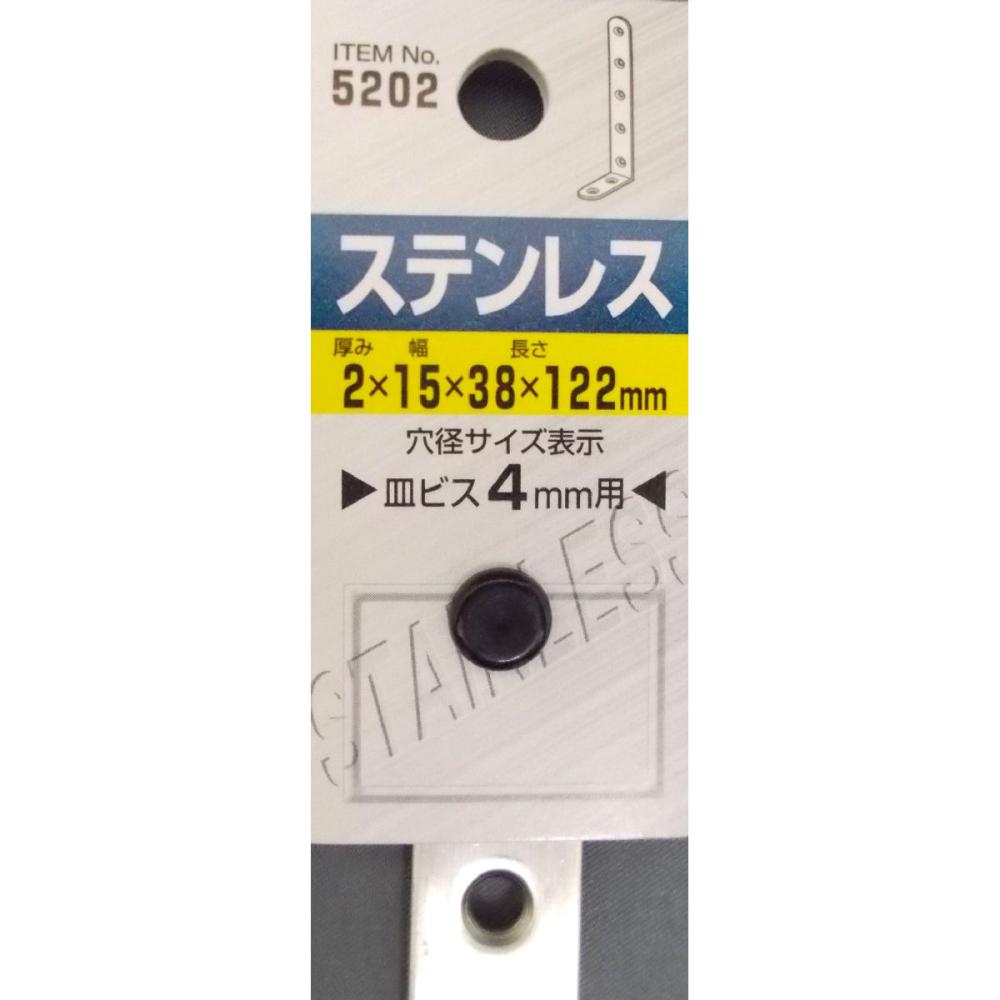 ITEM No.
5202
ステンレス
厚み 幅 長さ
2×15×38×122mm
穴径サイズ表示
▶皿ビス4mm用◀
STAINLESS